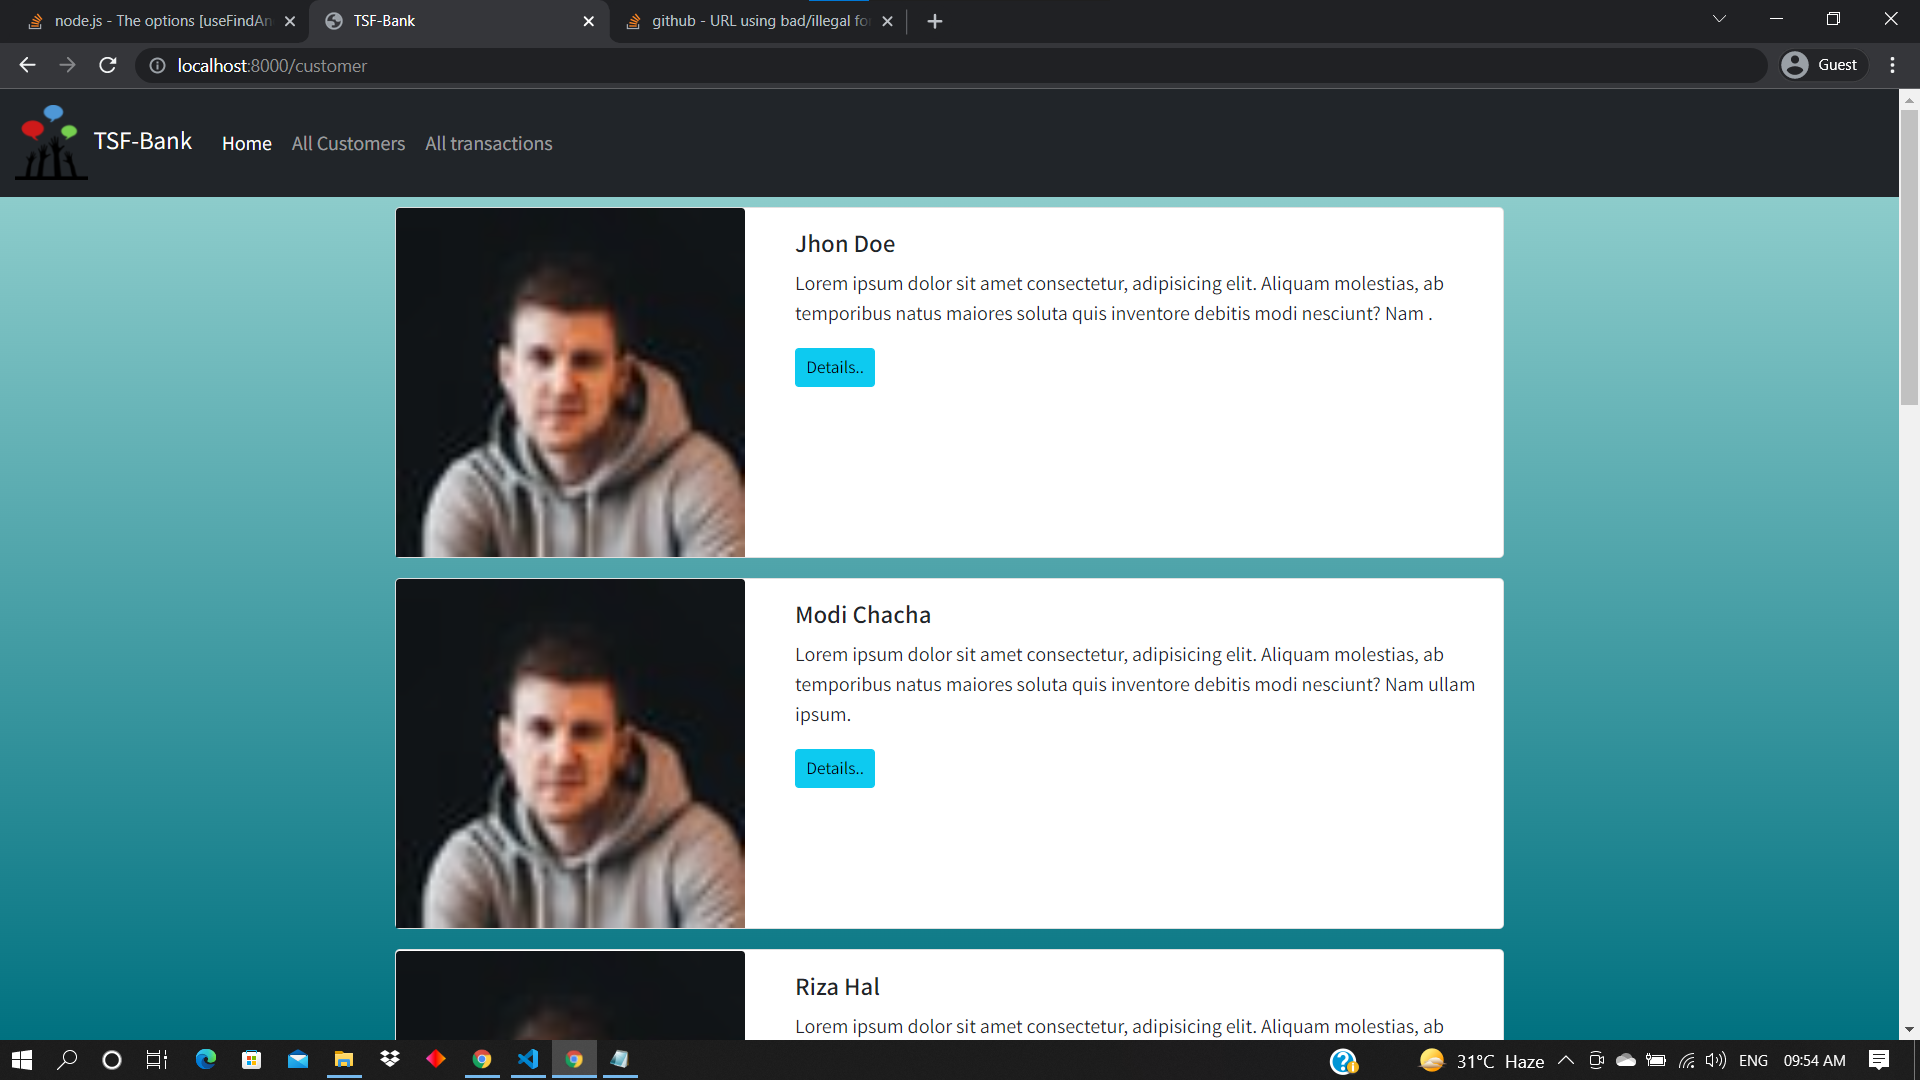 node.js - The options [useFindAn
TSF-Bank
github - URL using bad/illegal for
localhost:8000/customer
Guest
TSF-Bank
Home
All Customers
All transactions
Jhon Doe
Lorem ipsum dolor sit amet consectetur, adipisicing elit. Aliquam molestias, ab
temporibus natus maiores soluta quis inventore debitis modi nesciunt? Nam .
Details..
Modi Chacha
Lorem ipsum dolor sit amet consectetur, adipisicing elit. Aliquam molestias, ab
temporibus natus maiores soluta quis inventore debitis modi nesciunt? Nam ullam
ipsum.
Details..
Riza Hal
Lorem ipsum dolor sit amet consectetur, adipisicing elit. Aliquam molestias, ab
31°C Haze
ENG
09:54 AM